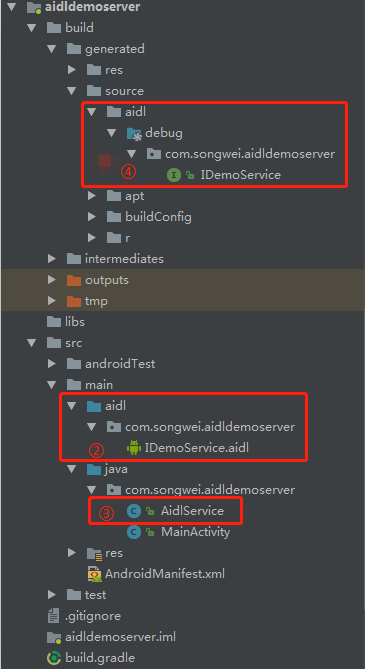 aidldemoserver
build
generated
res
source
aidl
debug
com.songwei.aidldemoserver
④
IDemoService
apt
buildConfig
r
intermediates
outputs
tmp
libs
src
androidTest
main
aidl
com.songwei.aidldemoserver
② IDemoService.aidl
java
com.songwei.aidldemoserver
③ AidlService
MainActivity
res
AndroidManifest.xml
test
.gitignore
aidldemoserver.iml
build.gradle